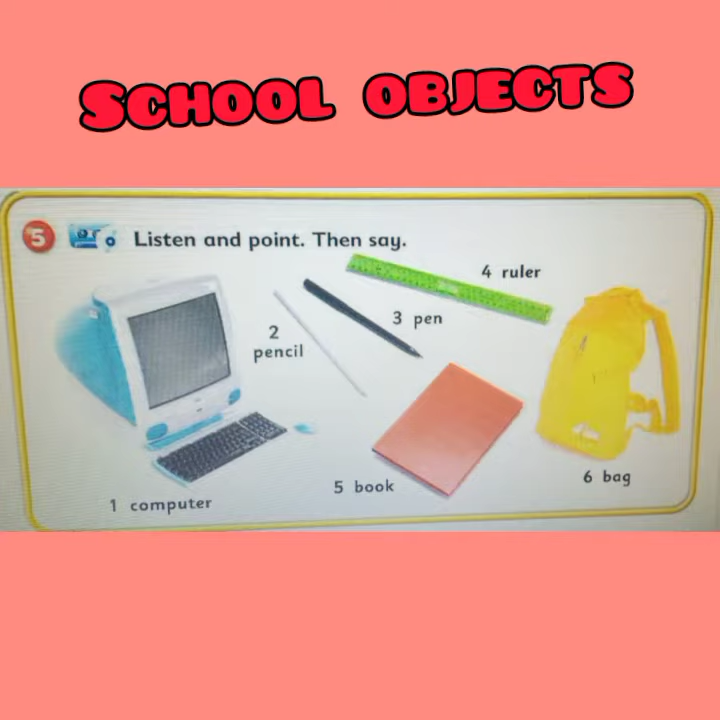 SCHOOL OBJECTS
5 Listen and point. Then say.
4 ruler
3 pen
2
pencil
5 book
6 bag
1 computer